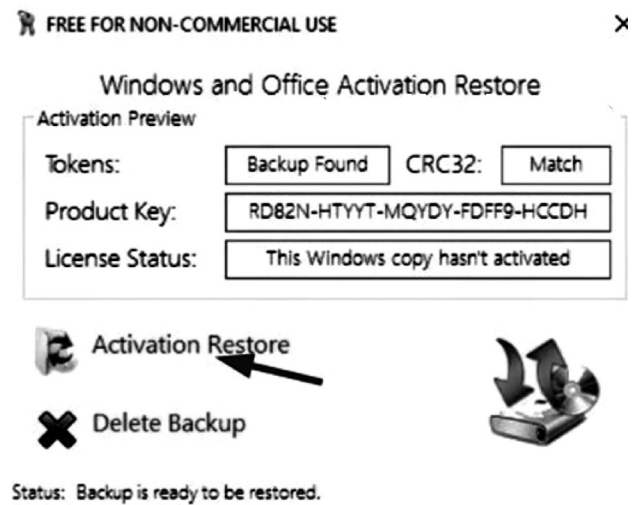 FREE FOR NON-COMMERCIAL USE
Windows and Office Activation Restore
Activation Preview
Tokens: Backup Found CRC32: Match
Product Key: RD82N-HTYYT-MQYDY-FDFF9-HCCDH
License Status: This Windows copy hasn't activated
Activation Restore
Delete Backup
Status: Backup is ready to be restored.